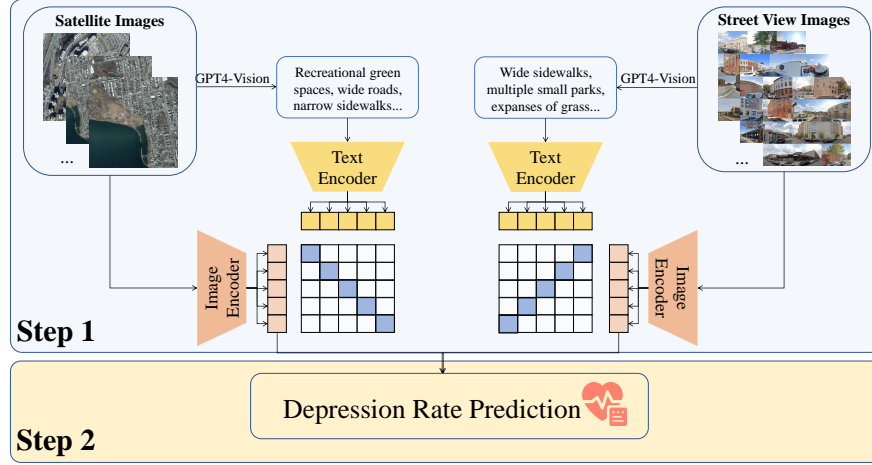 Satellite Images
Street View Images
GPT4-Vision
GPT4-Vision
Recreational green
spaces, wide roads,
narrow sidewalks...
Wide sidewalks,
multiple small parks,
expanses of grass...
...
...
Text
Encoder
Text
Encoder
Image
Encoder
Image
Encoder
Step 1
Depression Rate Prediction
Step 2